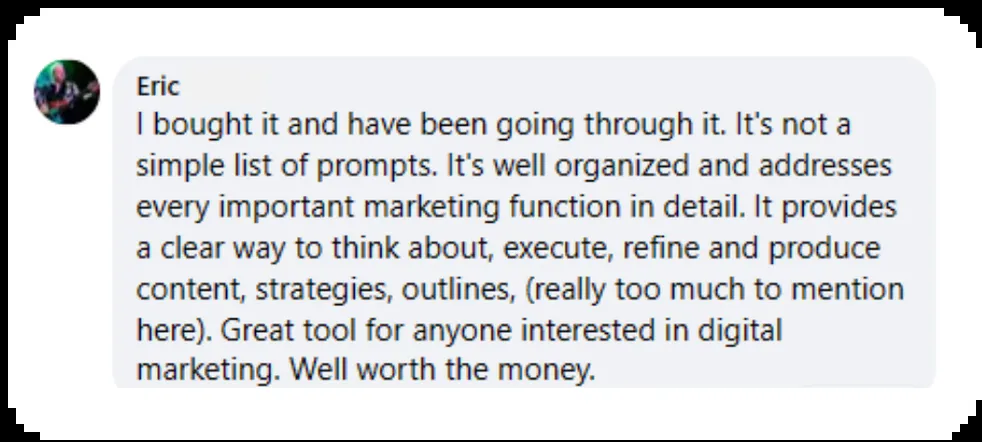 Eric
I bought it and have been going through it. It's not a
simple list of prompts. It's well organized and addresses
every important marketing function in detail. It provides
a clear way to think about, execute, refine and produce
content, strategies, outlines, (really too much to mention
here). Great tool for anyone interested in digital
marketing. Well worth the money.